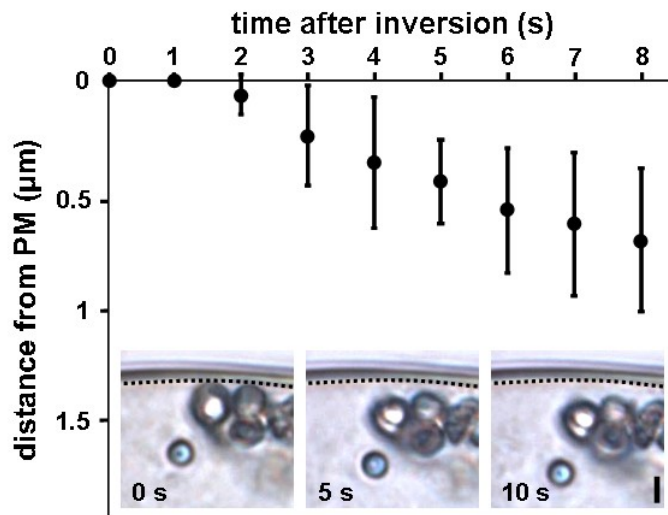 time after inversion (s)
0 1 2 3 4 5 6 7 8
distance from PM (µm)
0
0.5
1
1.5
0 s
5 s
10 s